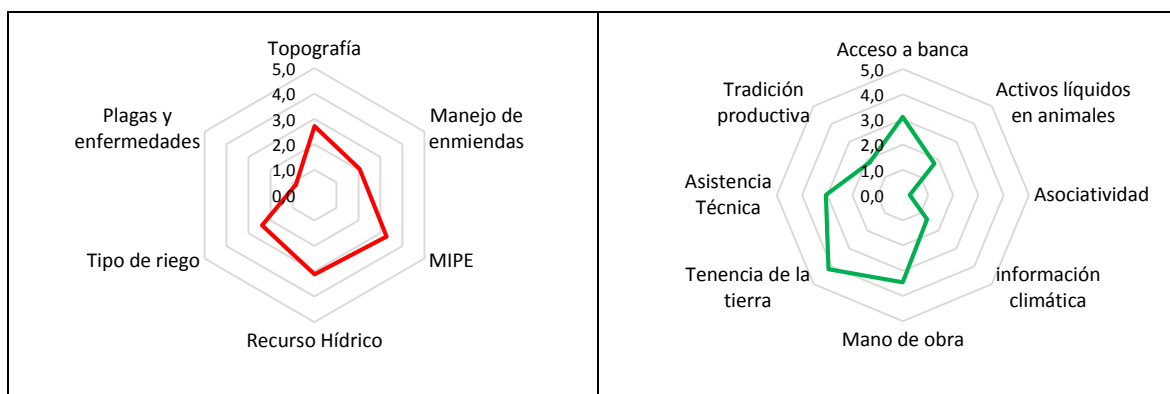 Topografía
5,0
4,0
3,0
2,0
1,0
0,0
Manejo de
enmiendas
MIPE
Recurso Hídrico
Tipo de riego
Plagas y
enfermedades
Acceso a banca
5,0
4,0
3,0
2,0
1,0
0,0
Activos líquidos
en animales
Asociatividad
información
climática
Mano de obra
Tenencia de la
tierra
Asistencia
Técnica
Tradición
productiva